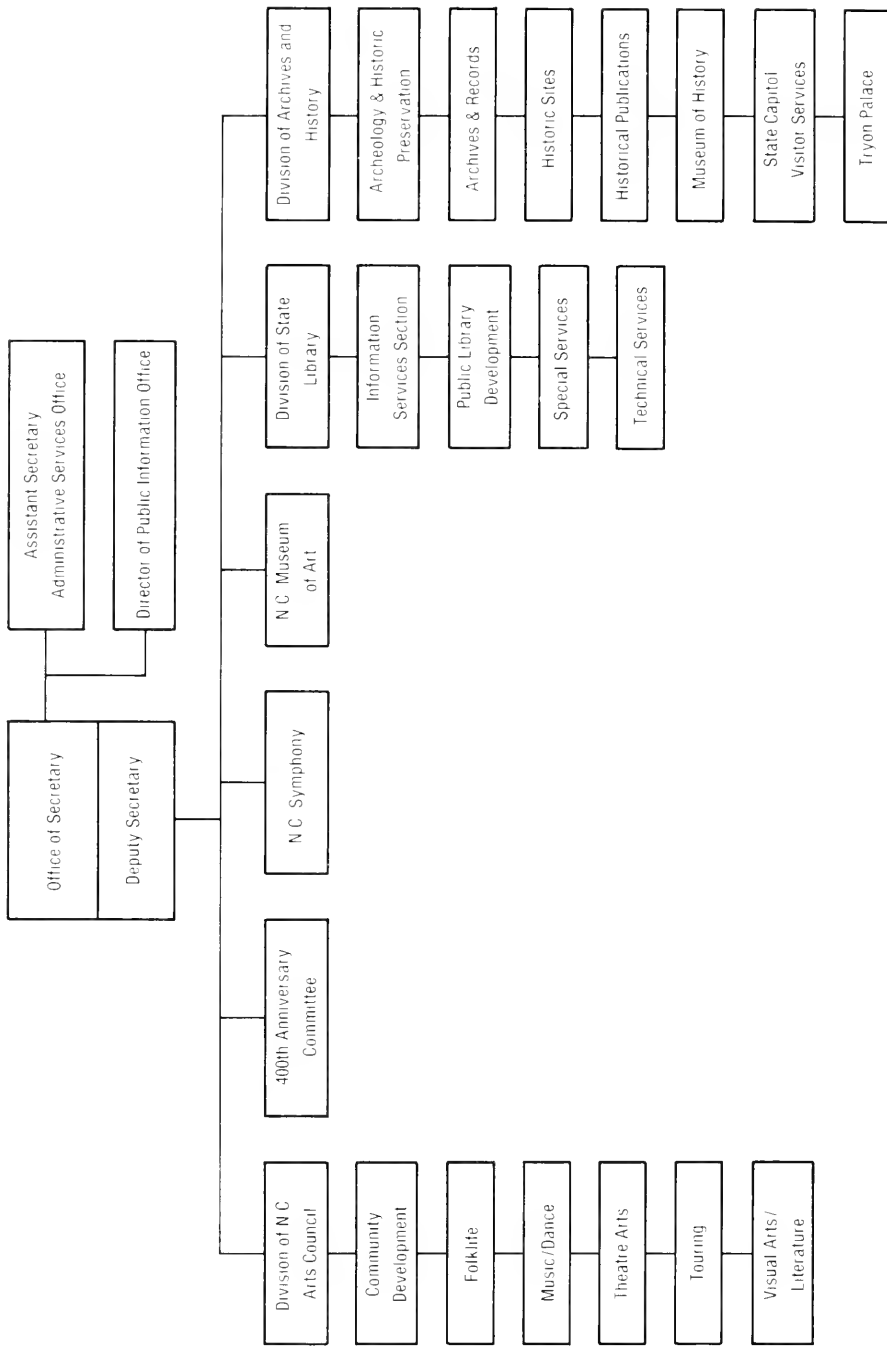 Office of Secretary
Deputy Secretary
Assistant Secretary
Administrative Services Office
Director of Public Information Office
Division of N C
Arts Council
Community
Development
Folklife
Music/Dance
Theatre Arts
Touring
Visual Arts/
Literature
400th Anniversary
Committee
N C Symphony
N C Museum
of Art
Division of State
Library
Information
Services Section
Public Library
Development
Special Services
Technical Services
Division of Archives and
History
Archeology & Historic
Preservation
Archives & Records
Historic Sites
Historical Publications
Museum of History
State Capitol
Visitor Services
Tryon Palace